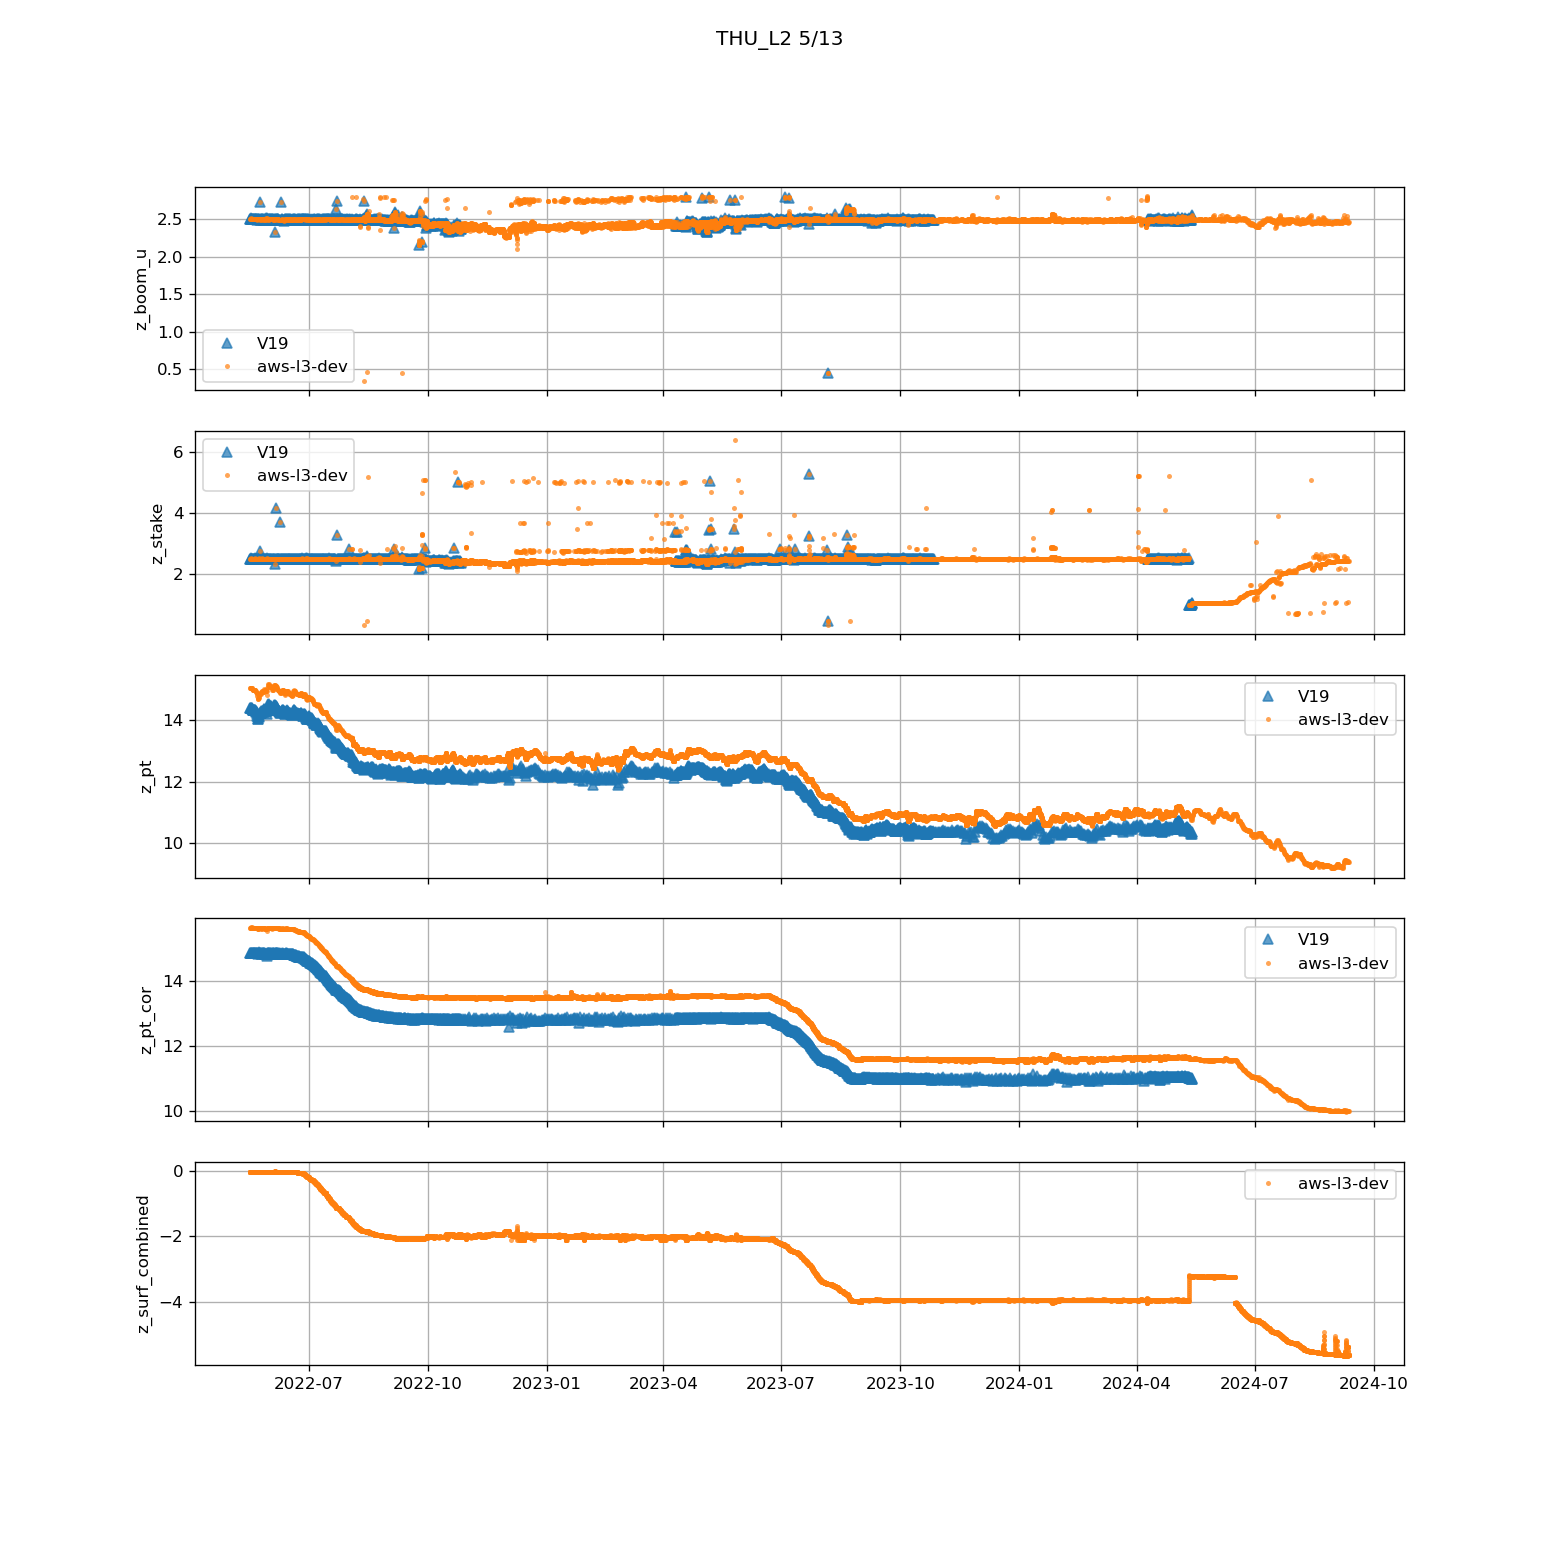 THU_L2 5/13
z_boom_u
2.5
2.0
1.5
1.0
0.5
V19
aws-l3-dev
z_stake
6
4
2
V19
aws-l3-dev
z_pt
14
12
10
V19
aws-l3-dev
z_pt_cor
14
12
10
V19
aws-l3-dev
z_surf_combined
0
−2
−4
aws-l3-dev
2022-07 2022-10 2023-01 2023-04 2023-07 2023-10 2024-01 2024-04 2024-07 2024-10